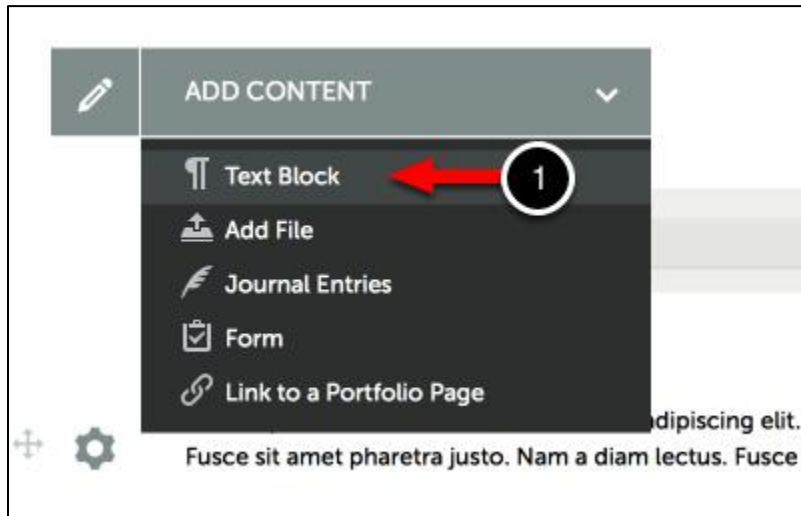 ADD CONTENT
Text Block
1
Add File
Journal Entries
Form
Link to a Portfolio Page
dipiscing elit.
Fusce sit amet pharetra justo. Nam a diam lectus. Fusce